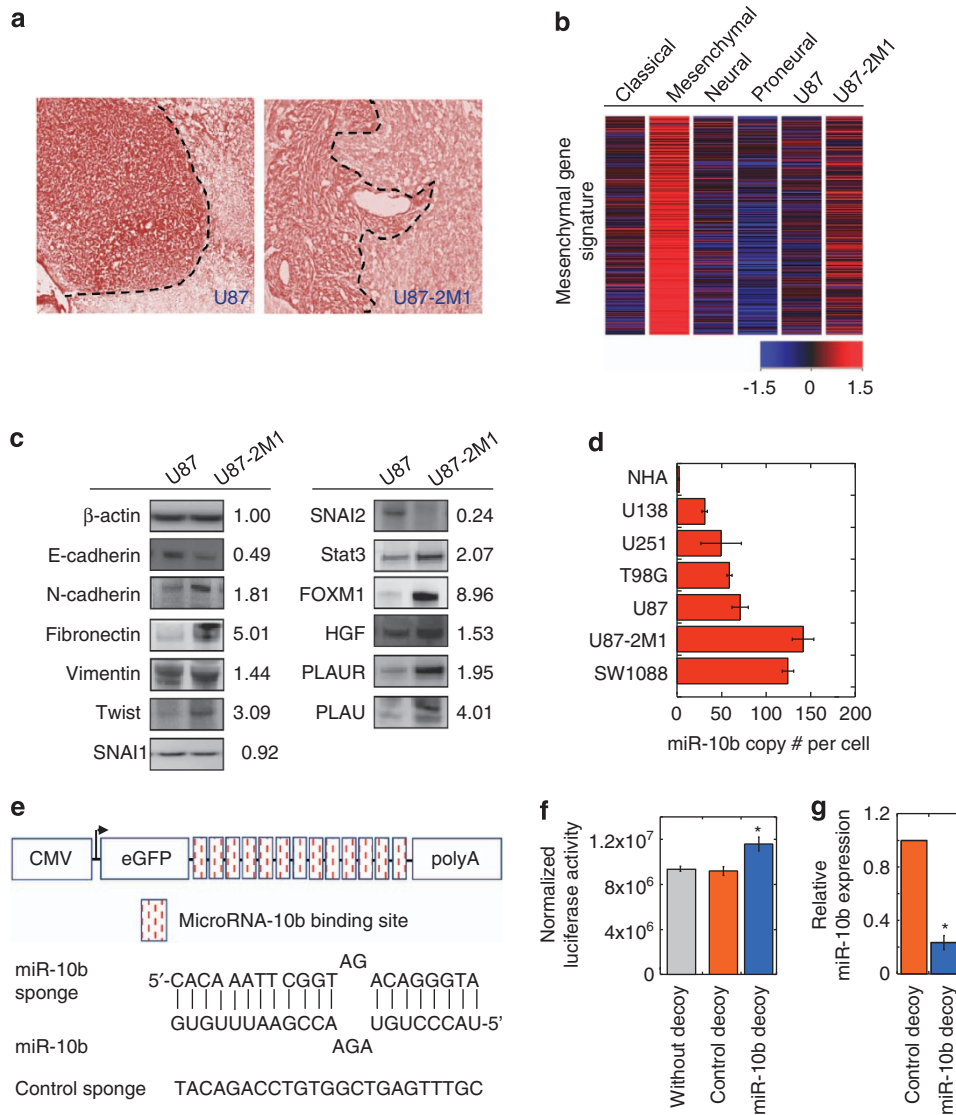 a
U87
U87-2M1
b
Classical
Mesenchymal
Neural
Proneural
U87
U87-2M1
Mesenchymal gene
signature
-1.5 0 1.5
c
U87 U87-2M1
β-actin 1.00
E-cadherin 0.49
N-cadherin 1.81
Fibronectin 5.01
Vimentin 1.44
Twist 3.09
SNAI1 0.92
U87 U87-2M1
SNAI2 0.24
Stat3 2.07
FOXM1 8.96
HGF 1.53
PLAUR 1.95
PLAU 4.01
d
NHA
U138
U251
T98G
U87
U87-2M1
SW1088
0 50 100 150 200
miR-10b copy # per cell
e
CMV eGFP polyA
MicroRNA-10b binding site
miR-10b
sponge
AG
5′-CACA AATT CGGT ACAGGGTA
GUGUUUAAGCCA UGUCCCAU-5′
AGA
miR-10b
Control sponge TACAGACCTGTGGCTGAGTTTGC
f
Normalized
luciferase activity
1.2×10⁷
8×10⁶
4×10⁶
0
*
Without decoy
Control decoy
miR-10b decoy
g
Relative
miR-10b expression
1.2
0.8
0.4
0
*
Control decoy
miR-10b decoy